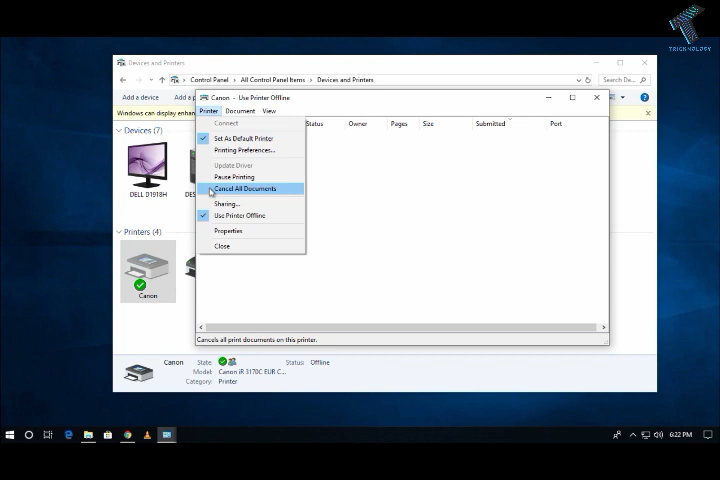 TRICKNOLOGY
Devices and Printers
Control Panel > All Control Panel Items > Devices and Printers
Search De...
Add a device Add a p
Windows can display enhan
Devices (7)
DELL D1918H
DES
Printers (4)
Canon
Canon - Use Printer Offline
Printer Document View
Status Owner Pages Size Submitted Port
Connect
Set As Default Printer
Printing Preferences...
Update Driver
Pause Printing
Cancel All Documents
Sharing...
Use Printer Offline
Properties
Close
Cancels all print documents on this printer.
Canon State: Status: Offline
Model: Canon iR 3170C EUR C...
Category: Printer
6:22 PM